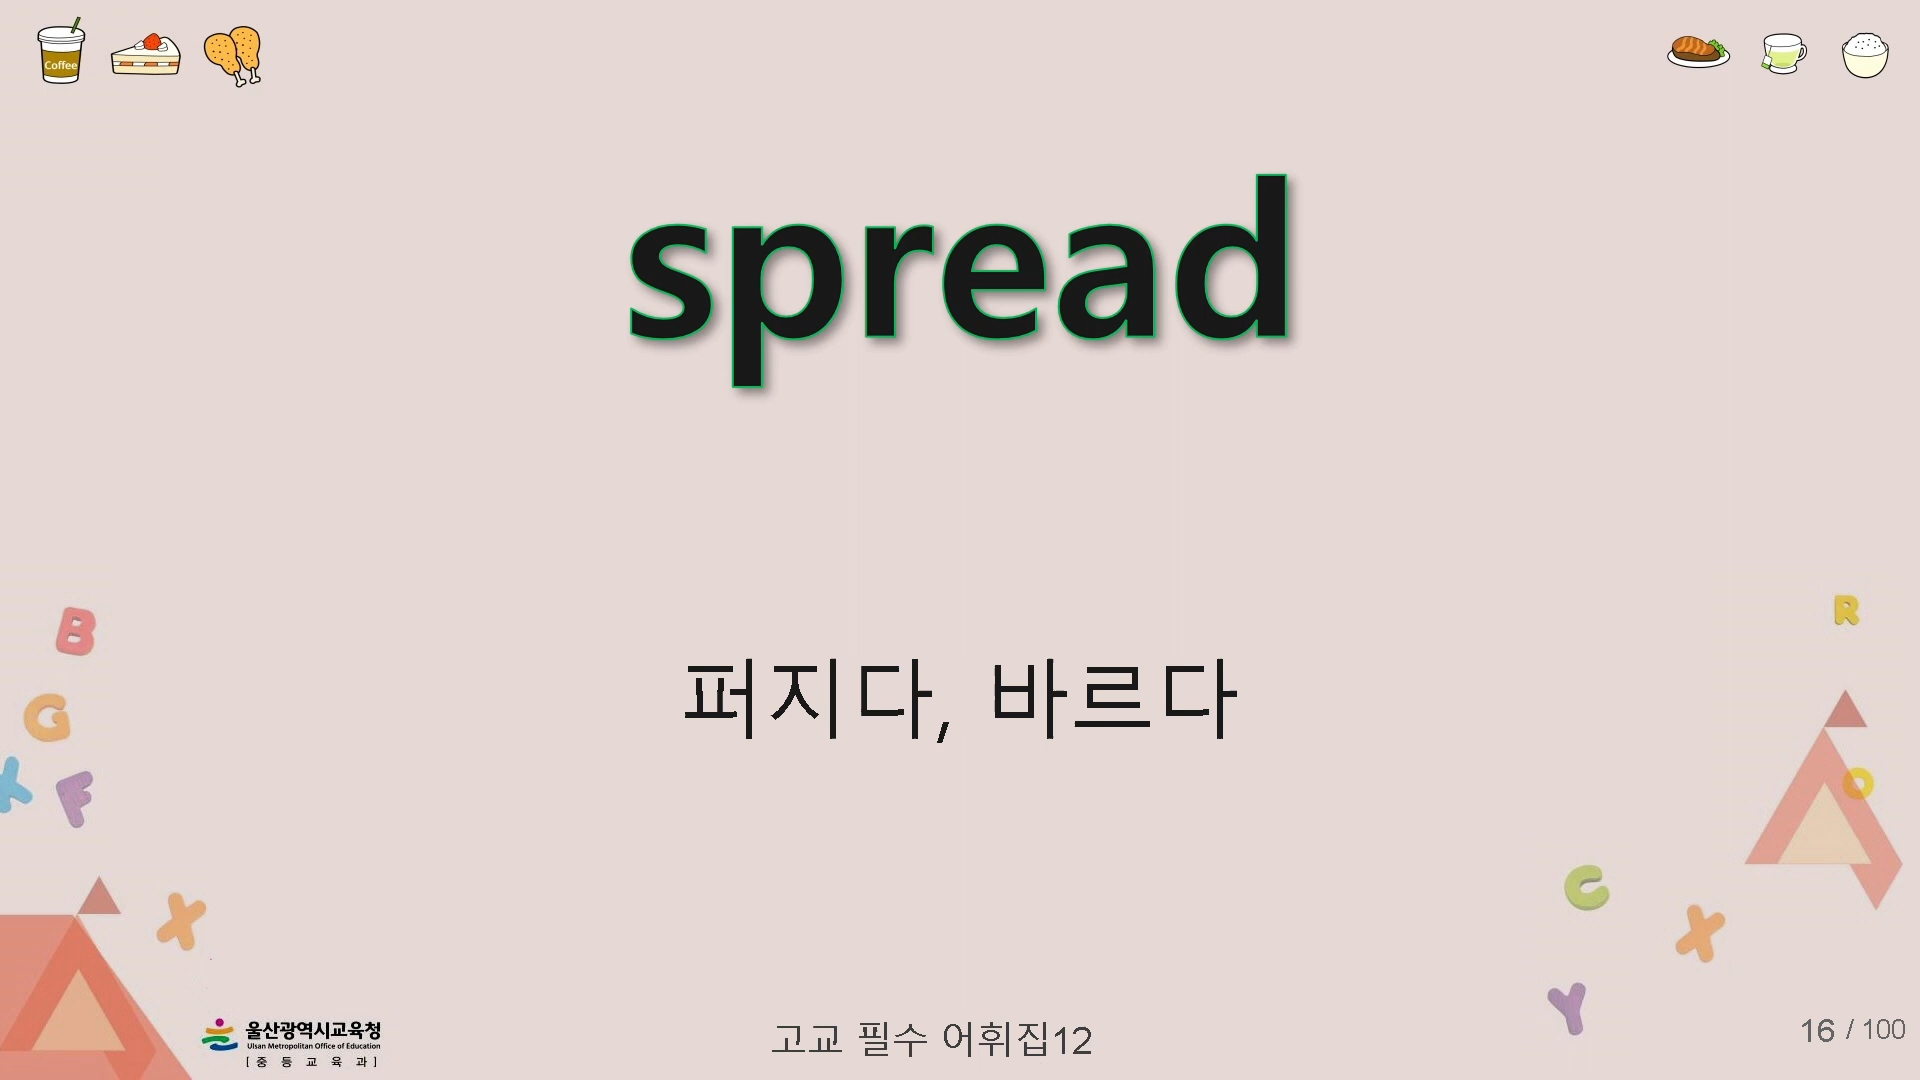 Coffee
spread
퍼지다, 바르다
B
R
G
F
C
X
X
Y
울산광역시교육청
Ulsan Metropolitan Office of Education
[ 중 등 교 육 과 ]
고교 필수 어휘집12
16 / 100